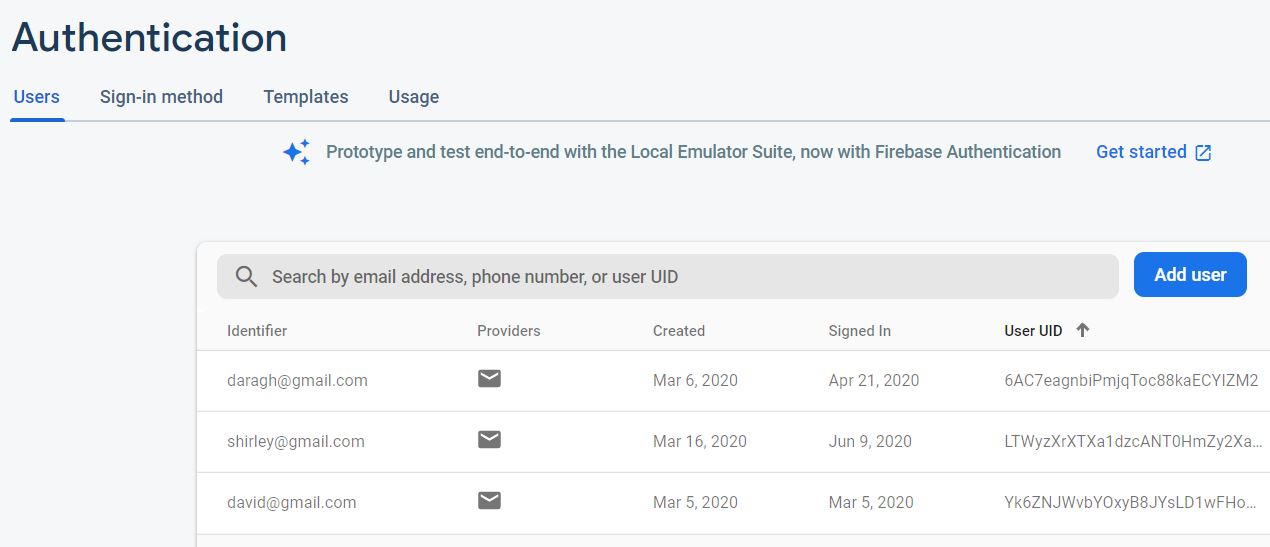 Authentication
Users Sign-in method Templates Usage
Prototype and test end-to-end with the Local Emulator Suite, now with Firebase Authentication Get started
Search by email address, phone number, or user UID Add user
Identifier Providers Created Signed In User UID
daragh@gmail.com Mar 6, 2020 Apr 21, 2020 6AC7eagnbiPmjqToc88kaECYIZM2
shirley@gmail.com Mar 16, 2020 Jun 9, 2020 LTWyzXrXTXa1dzcANT0HmZy2Xa...
david@gmail.com Mar 5, 2020 Mar 5, 2020 Yk6ZNJWvbYOxyB8JYsLD1wFHo...